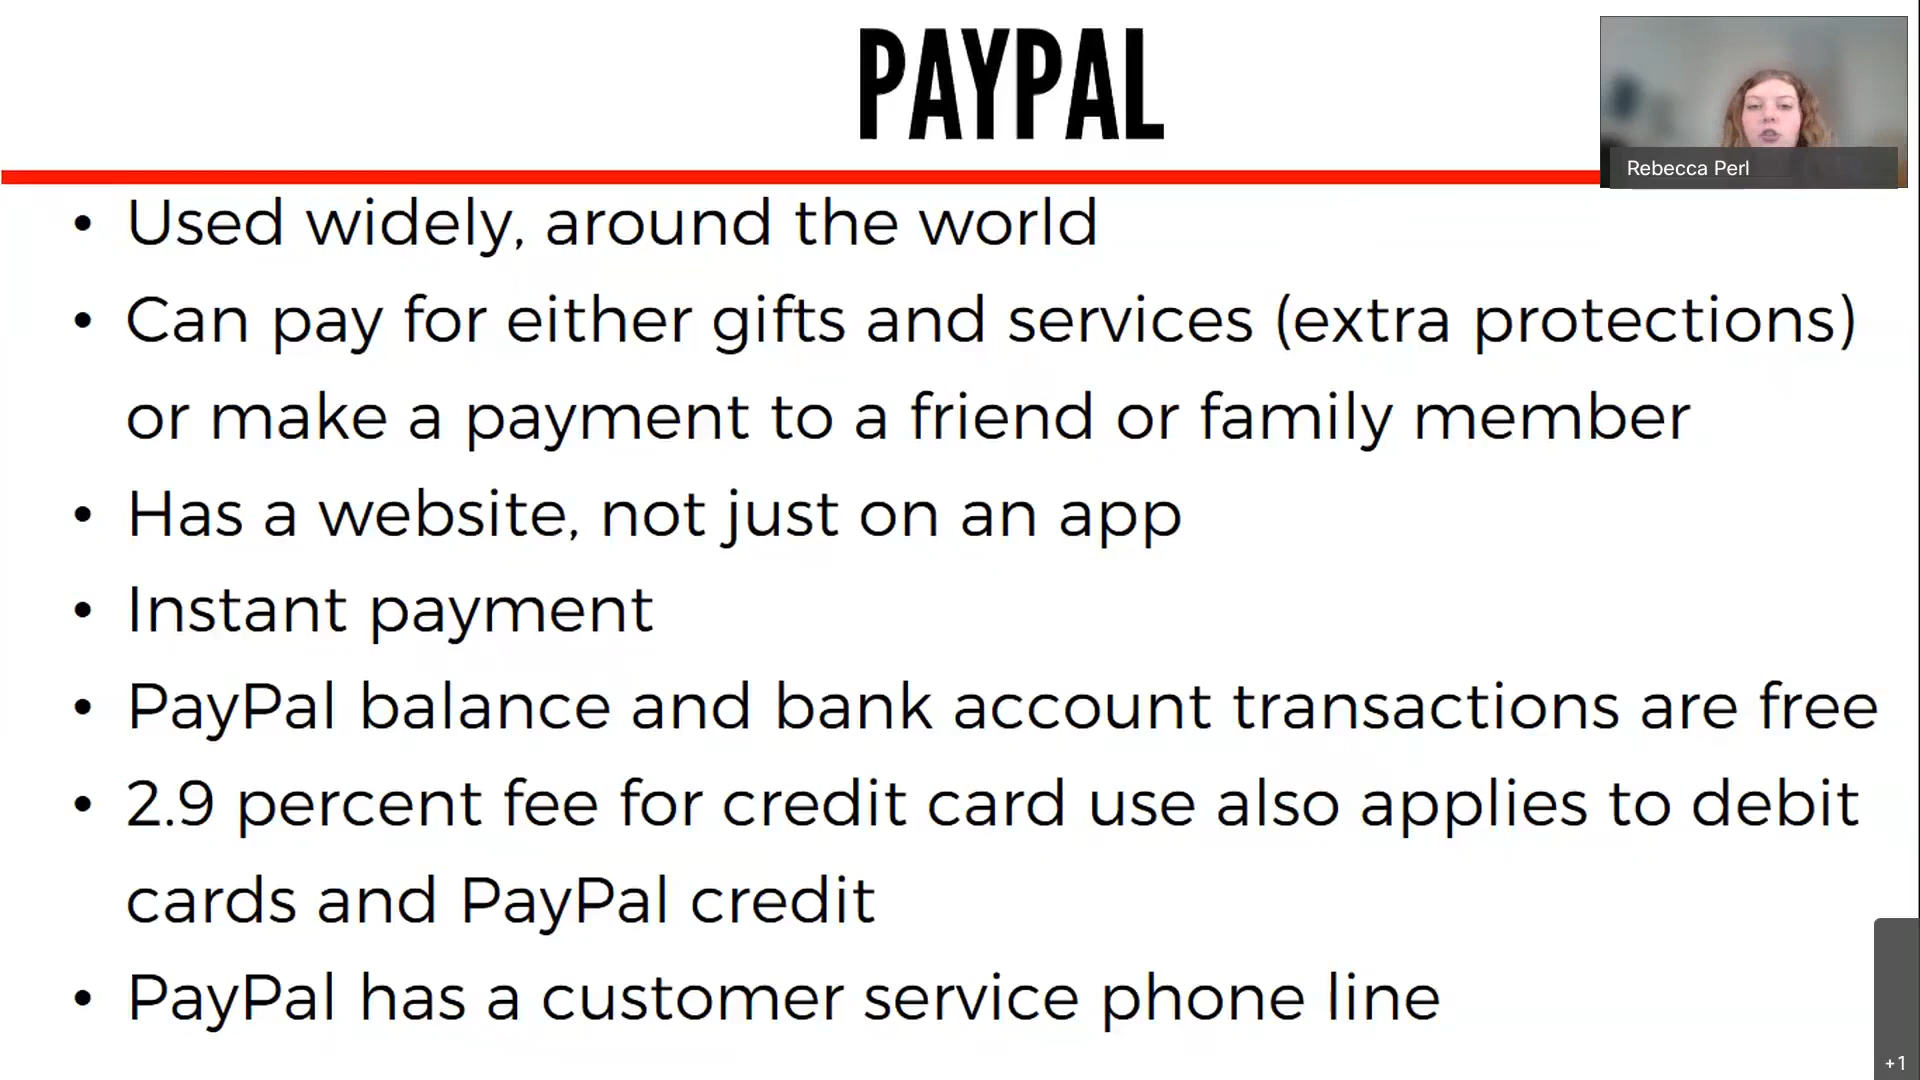 PAYPAL
Rebecca Perl
• Used widely, around the world
• Can pay for either gifts and services (extra protections)
or make a payment to a friend or family member
• Has a website, not just on an app
• Instant payment
• PayPal balance and bank account transactions are free
• 2.9 percent fee for credit card use also applies to debit
cards and PayPal credit
• PayPal has a customer service phone line
+1